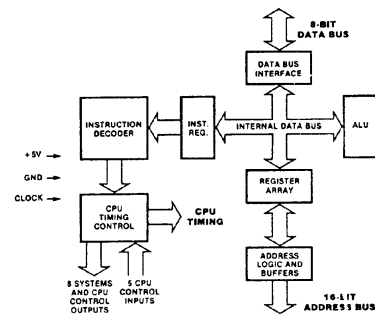 8-BIT
DATA BUS
DATA BUS
INTERFACE
INSTRUCTION
DECODER
INST.
REG.
INTERNAL DATA BUS
ALU
+5V
GND
CLOCK
REGISTER
ARRAY
CPU
TIMING
CONTROL
CPU
TIMING
ADDRESS
LOGIC AND
BUFFERS
8 SYSTEMS
AND CPU
CONTROL
OUTPUTS
5 CPU
CONTROL
INPUTS
16-LIT
ADDRESS BUS